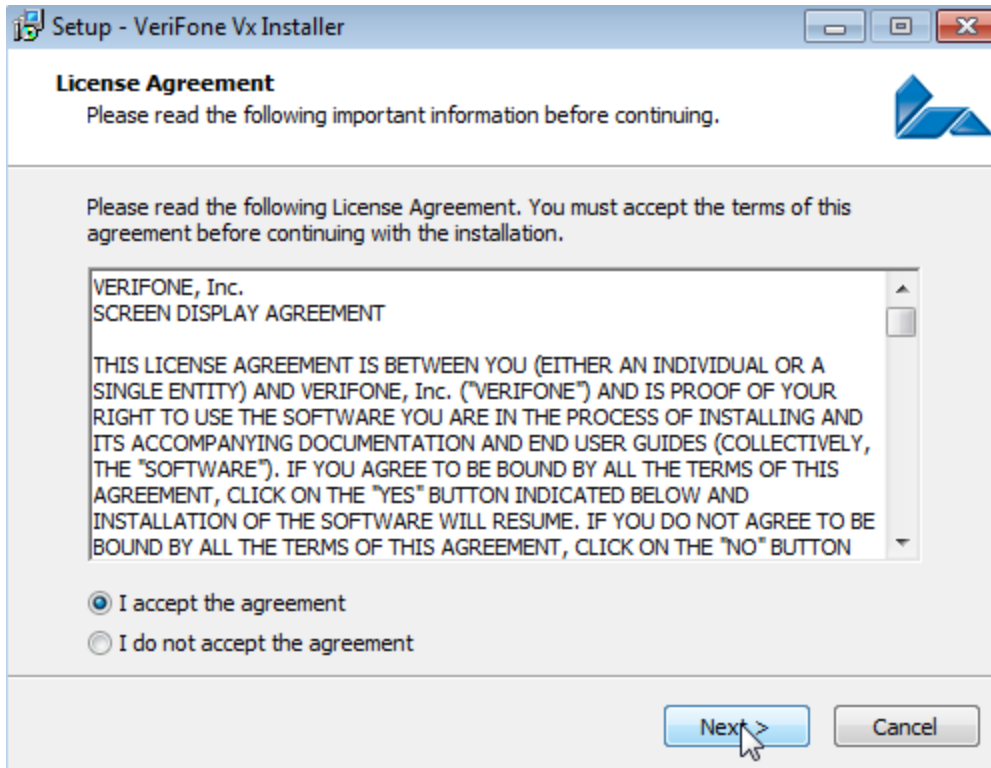 Setup - VeriFone Vx Installer
License Agreement
Please read the following important information before continuing.
Please read the following License Agreement. You must accept the terms of this
agreement before continuing with the installation.
VERIFONE, Inc.
SCREEN DISPLAY AGREEMENT
THIS LICENSE AGREEMENT IS BETWEEN YOU (EITHER AN INDIVIDUAL OR A
SINGLE ENTITY) AND VERIFONE, Inc. ("VERIFONE") AND IS PROOF OF YOUR
RIGHT TO USE THE SOFTWARE YOU ARE IN THE PROCESS OF INSTALLING AND
ITS ACCOMPANYING DOCUMENTATION AND END USER GUIDES (COLLECTIVELY,
THE "SOFTWARE"). IF YOU AGREE TO BE BOUND BY ALL THE TERMS OF THIS
AGREEMENT, CLICK ON THE "YES" BUTTON INDICATED BELOW AND
INSTALLATION OF THE SOFTWARE WILL RESUME. IF YOU DO NOT AGREE TO BE
BOUND BY ALL THE TERMS OF THIS AGREEMENT, CLICK ON THE "NO" BUTTON
I accept the agreement
I do not accept the agreement
Next >
Cancel